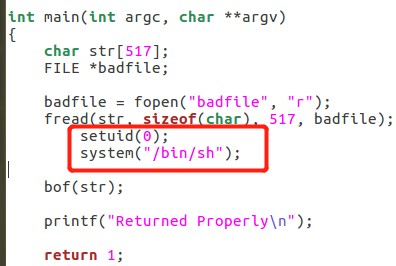 int main(int argc, char **argv)
{
    char str[517];
    FILE *badfile;

    badfile = fopen("badfile", "r");
    fread(str, sizeof(char), 517, badfile);
        setuid(0);
        system("/bin/sh");

    bof(str);

    printf("Returned Properly\n");

    return 1;